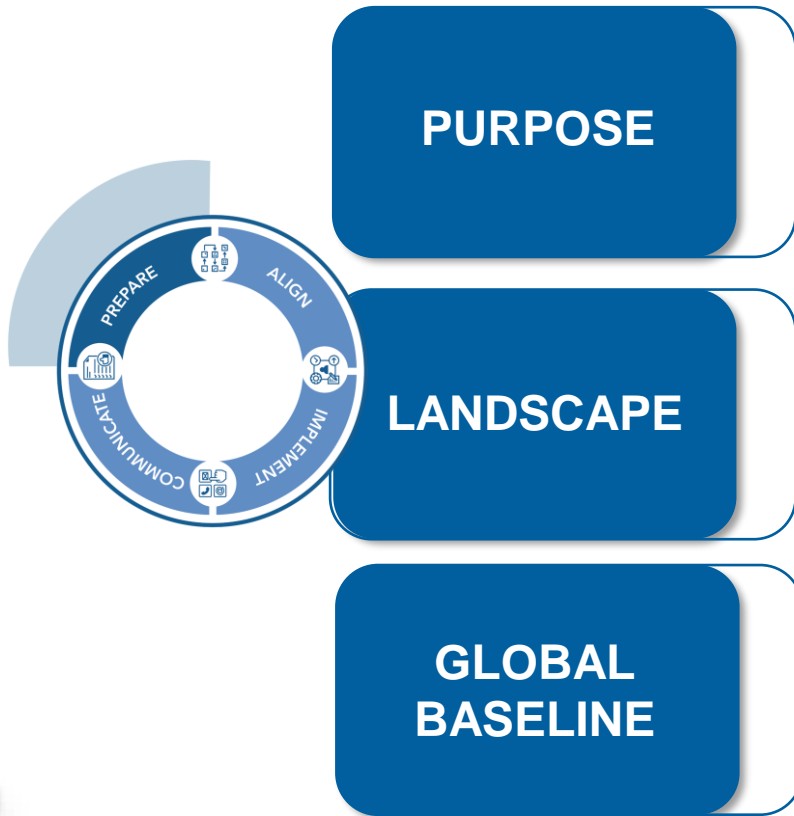 PURPOSE
PREPARE
ALIGN
LANDSCAPE
COMMUNICATE
IMPLEMENT
GLOBAL
BASELINE